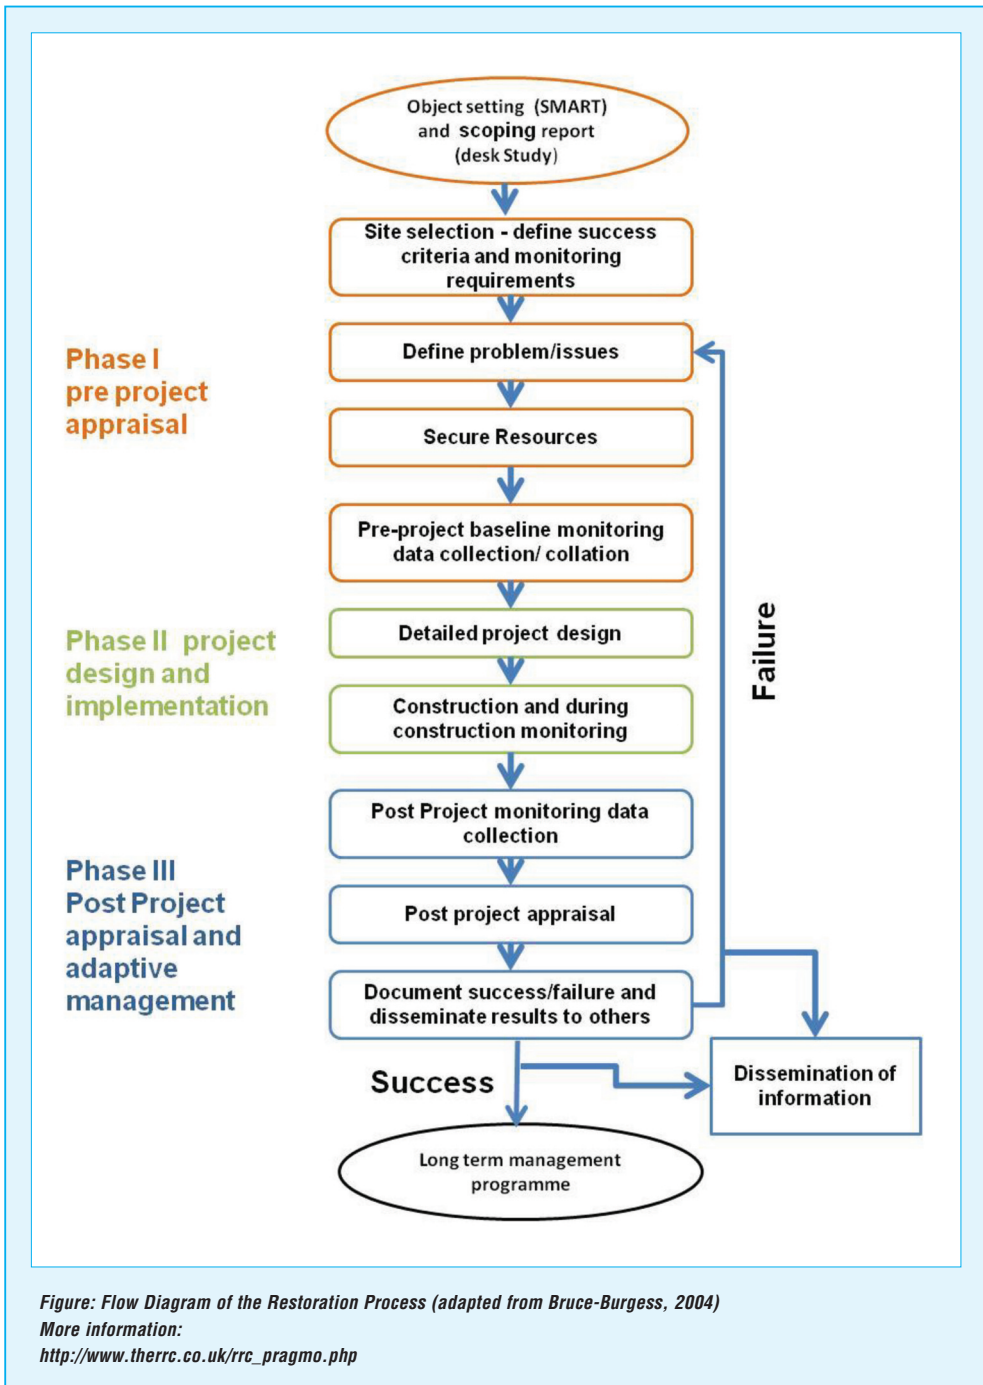 Object setting (SMART)
and scoping report
(desk Study)
Site selection - define success
criteria and monitoring
requirements
Phase I
pre project
appraisal
Define problem/issues
Secure Resources
Pre-project baseline monitoring
data collection/ collation
Phase II project
design and
implementation
Detailed project design
Construction and during
construction monitoring
Failure
Phase III
Post Project
appraisal and
adaptive
management
Post Project monitoring data
collection
Post project appraisal
Document success/failure and
disseminate results to others
Success
Dissemination of
information
Long term management
programme
Figure: Flow Diagram of the Restoration Process (adapted from Bruce-Burgess, 2004)
More information:
http://www.therrc.co.uk/rrc_pragmo.php